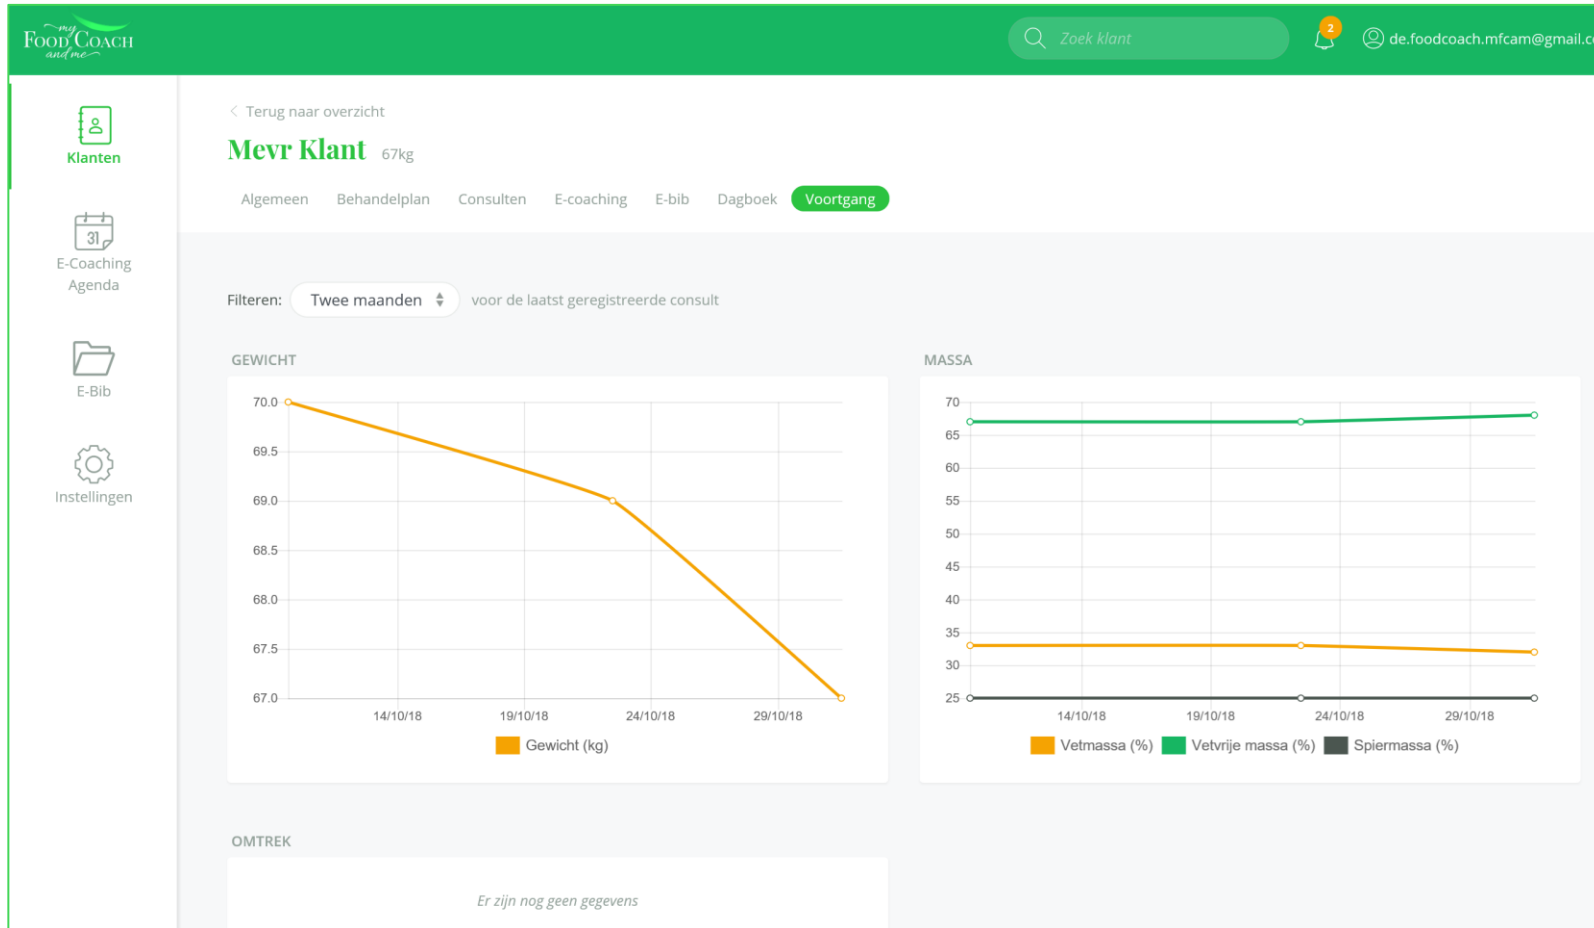 my
Food Coach
and me
Zoek klant
2
de.foodcoach.mfcam@gmail.c
Klanten
31
E-Coaching
Agenda
E-Bib
Instellingen
< Terug naar overzicht
Mevr Klant 67kg
Algemeen Behandelplan Consulten E-coaching E-bib Dagboek Voortgang
Filteren: Twee maanden voor de laatst geregistreerde consult
GEWICHT
70.0
69.5
69.0
68.5
68.0
67.5
67.0
14/10/18 19/10/18 24/10/18 29/10/18
Gewicht (kg)
MASSA
70
65
60
55
50
45
40
35
30
25
14/10/18 19/10/18 24/10/18 29/10/18
Vetmassa (%) Vetvrije massa (%) Spiermassa (%)
OMTREK
Er zijn nog geen gegevens